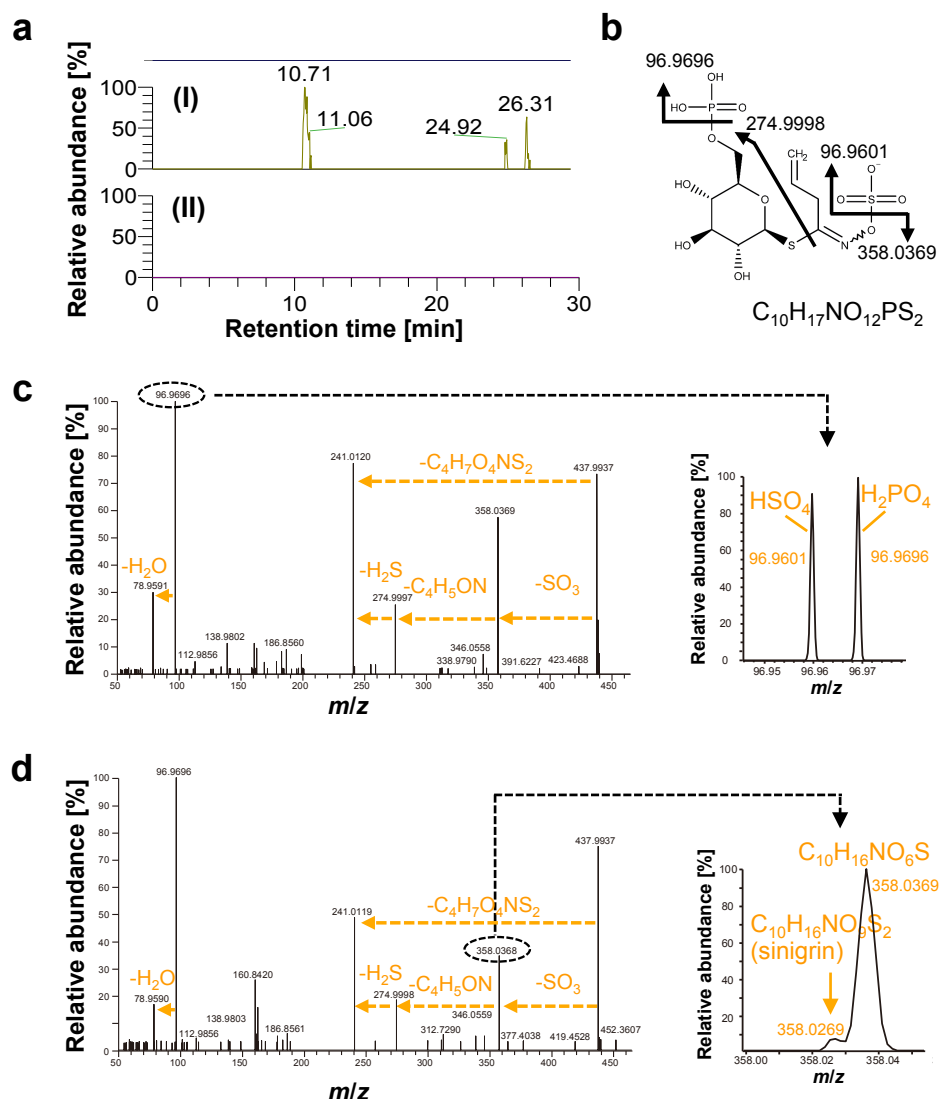 a
Relative abundance [%]
100
50
0
(I)
10.71
11.06
24.92
26.31
100
50
0
(II)
0
10
20
30
Retention time [min]
b
96.9696
OH
HO
P
O
O
274.9998
CH2
96.9601
O-
O
S
O
O
HO
O
HO
OH
S
N
358.0369
C10H17NO12PS2
c
Relative abundance [%]
100
90
80
70
60
50
40
30
20
10
0
96.9696
-H2O
78.9591
112.9856
138.9802
186.8560
241.0120
-C4H7O4NS2
437.9937
358.0369
-H2S
274.9997
-C4H5ON
-SO3
346.0558
338.9790
391.6227
423.4688
50
100
150
200
250
300
350
400
450
m/z
Relative abundance [%]
100
80
60
40
20
0
HSO4
96.9601
H2PO4
96.9696
96.95
96.96
96.97
m/z
d
Relative abundance [%]
100
90
80
70
60
50
40
30
20
10
0
96.9696
-H2O
78.9590
112.9856
138.9803
160.8420
186.8561
241.0119
-C4H7O4NS2
437.9937
358.0368
-H2S
274.9998
-C4H5ON
-SO3
346.0559
312.7290
377.4038
419.4528
452.3607
50
100
150
200
250
300
350
400
450
m/z
Relative abundance [%]
100
80
60
40
20
0
C10H16NO6S
358.0369
C10H16NO9S2
(sinigrin)
358.0269
358.00
358.02
358.04
m/z